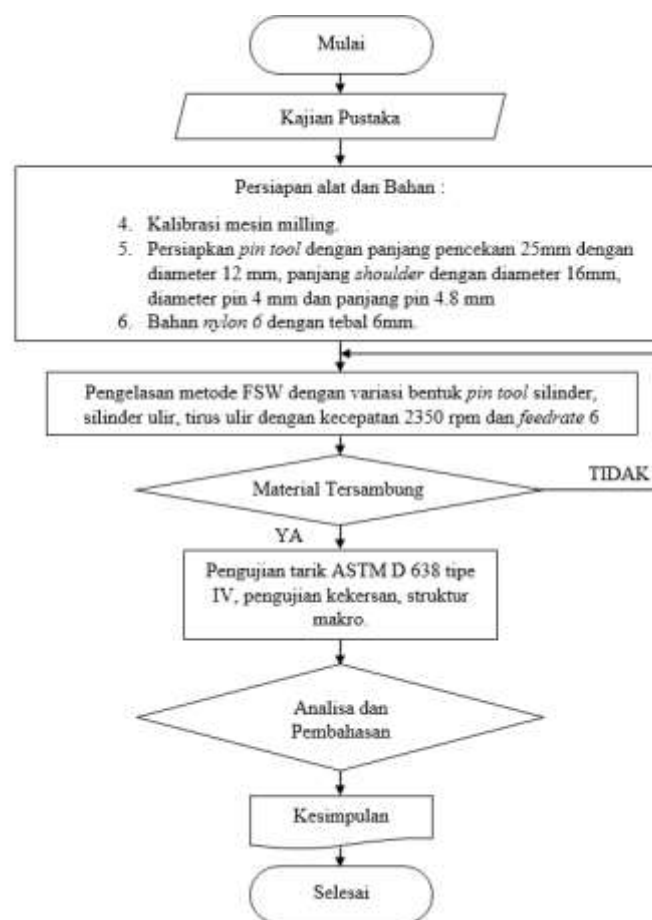 Mulai
Kajian Pustaka
Persiapan alat dan Bahan :
4. Kalibrasi mesin milling.
5. Persiapkan pin tool dengan panjang pencekam 25mm dengan
diameter 12 mm, panjang shoulder dengan diameter 16mm,
diameter pin 4 mm dan panjang pin 4.8 mm
6. Bahan nylon 6 dengan tebal 6mm.
Pengelasan metode FSW dengan variasi bentuk pin tool silinder,
silinder ulir, tirus ulir dengan kecepatan 2350 rpm dan feedrate 6
Material Tersambung
TIDAK
YA
Pengujian tarik ASTM D 638 tipe
IV, pengujian kekersan, struktur
makro.
Analisa dan
Pembahasan
Kesimpulan
Selesai